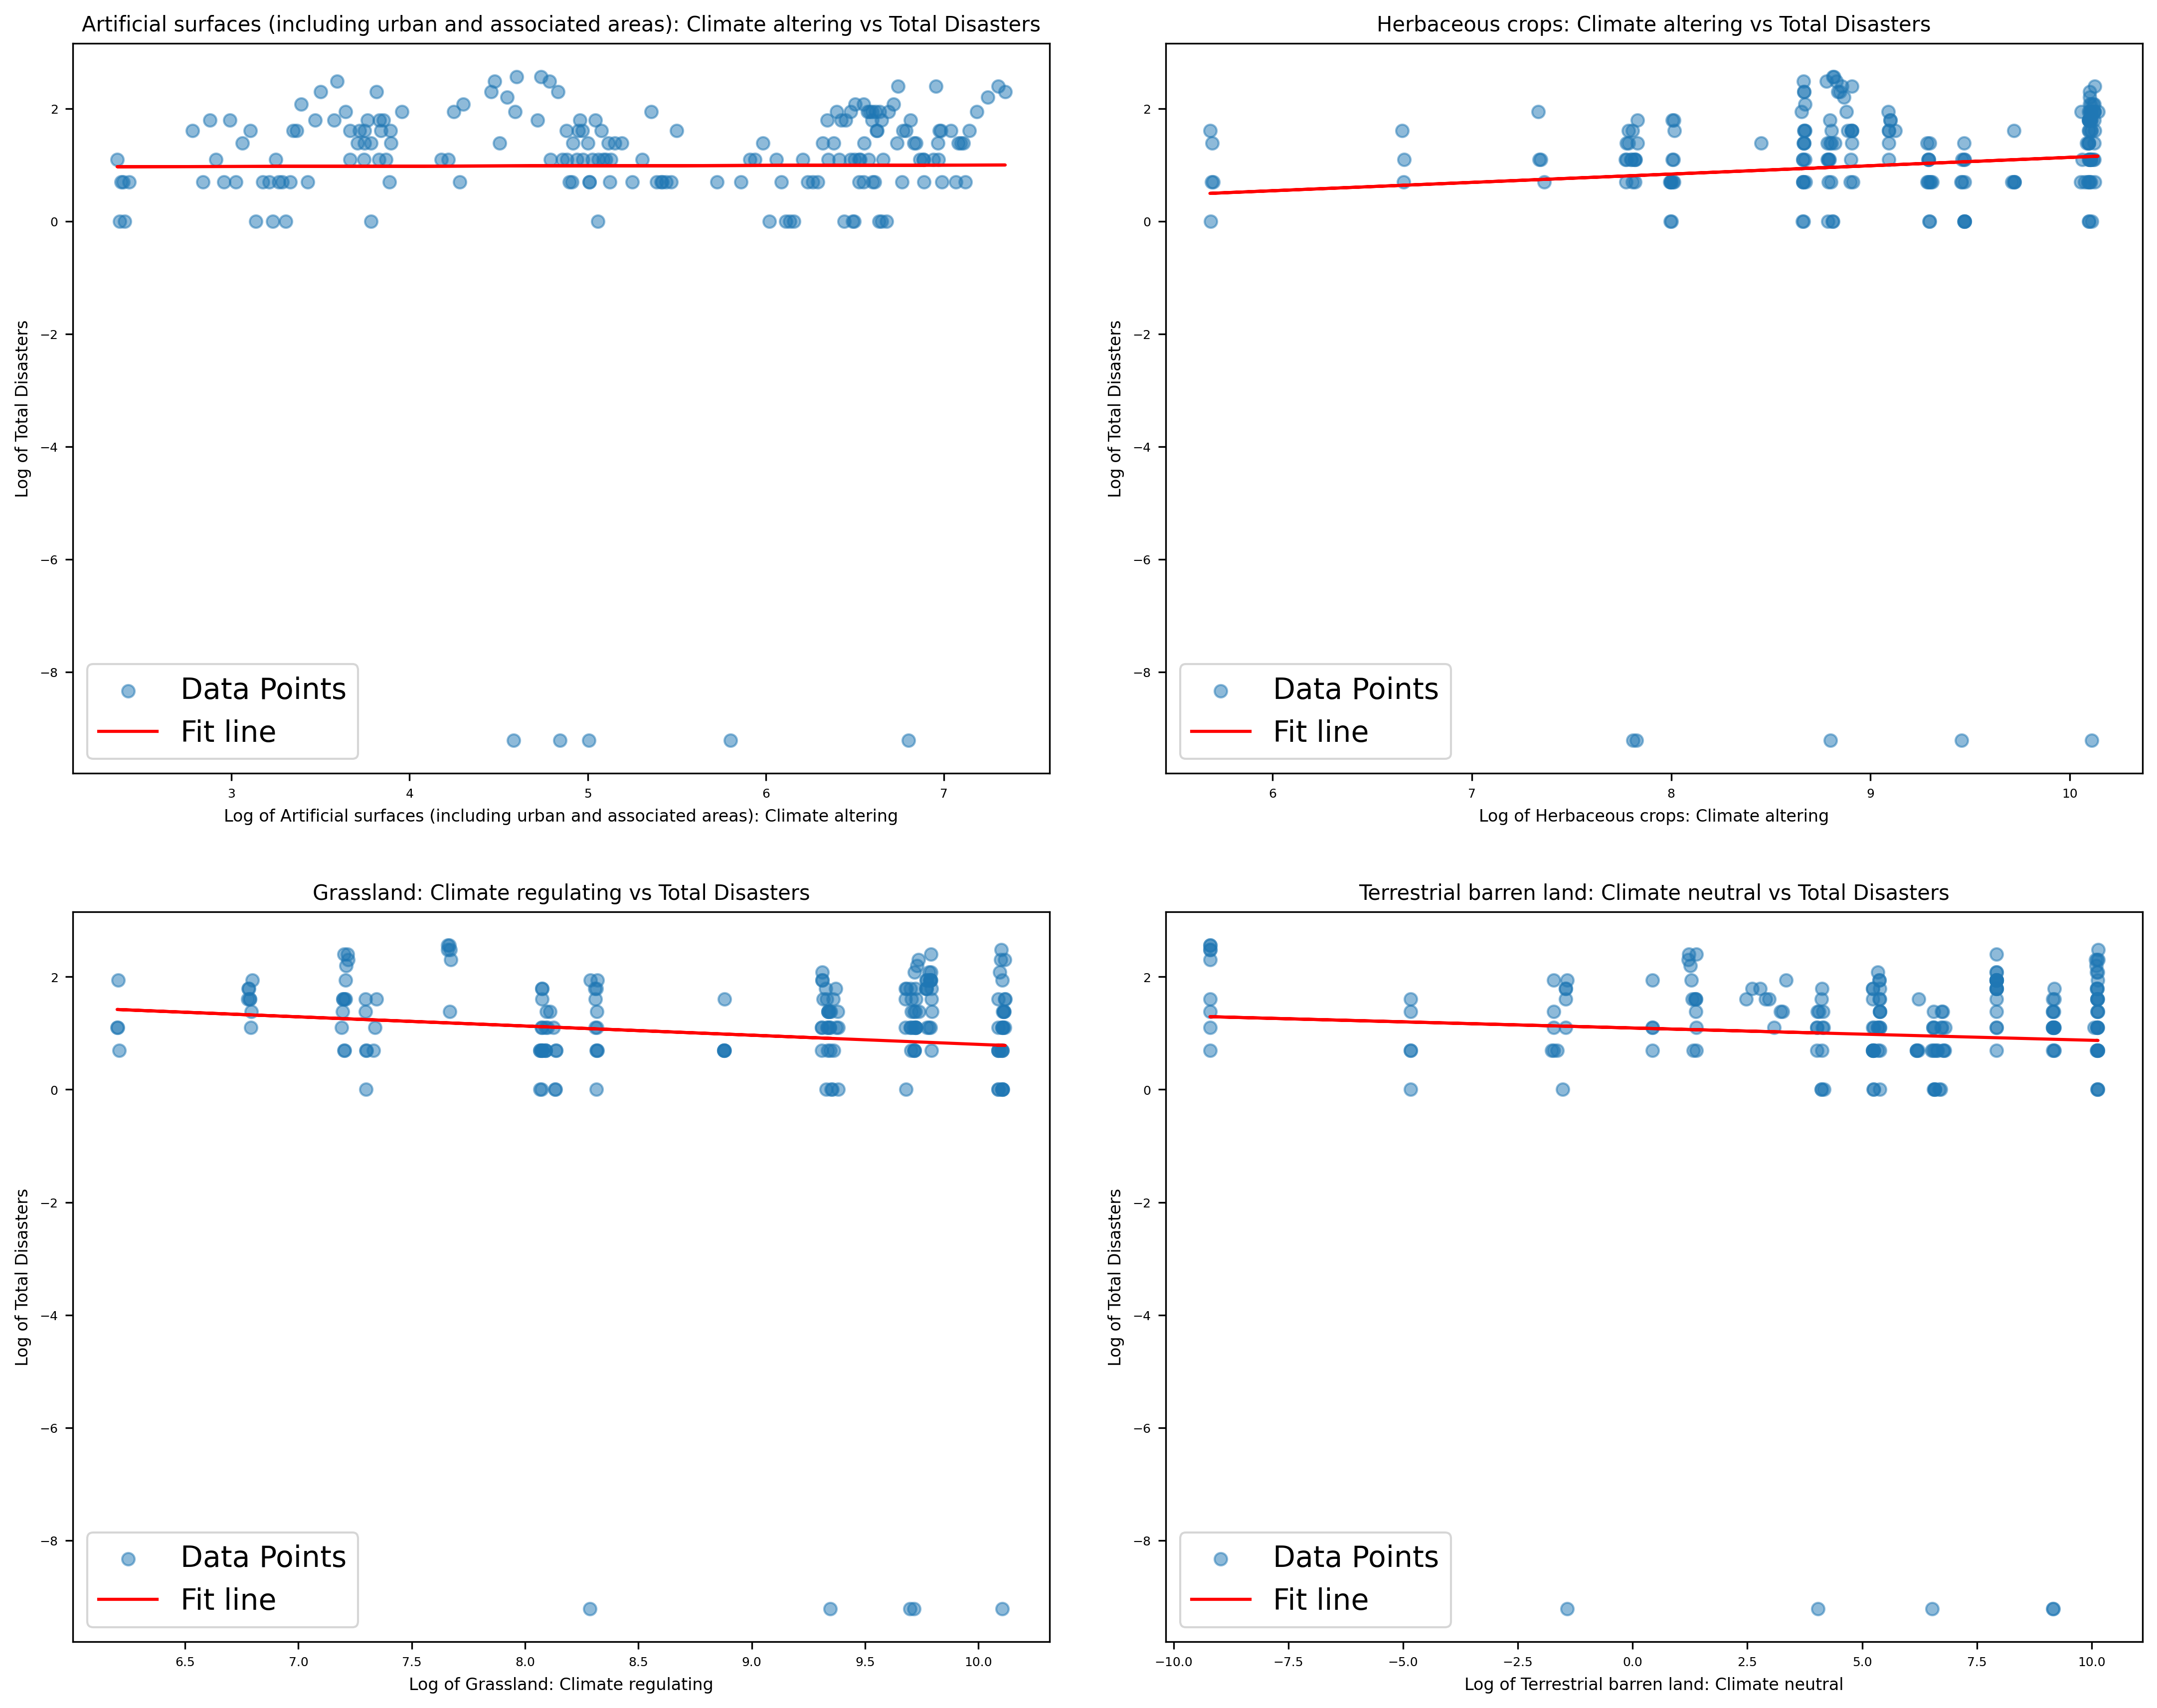 Artificial surfaces (including urban and associated areas): Climate altering vs Total Disasters
Log of Total Disasters
2
0
−2
−4
−6
−8
Data Points
Fit line
3 4 5 6 7
Log of Artificial surfaces (including urban and associated areas): Climate altering
Herbaceous crops: Climate altering vs Total Disasters
Log of Total Disasters
2
0
−2
−4
−6
−8
Data Points
Fit line
6 7 8 9 10
Log of Herbaceous crops: Climate altering
Grassland: Climate regulating vs Total Disasters
Log of Total Disasters
2
0
−2
−4
−6
−8
Data Points
Fit line
6.5 7.0 7.5 8.0 8.5 9.0 9.5 10.0
Log of Grassland: Climate regulating
Terrestrial barren land: Climate neutral vs Total Disasters
Log of Total Disasters
2
0
−2
−4
−6
−8
Data Points
Fit line
−10.0 −7.5 −5.0 −2.5 0.0 2.5 5.0 7.5 10.0
Log of Terrestrial barren land: Climate neutral